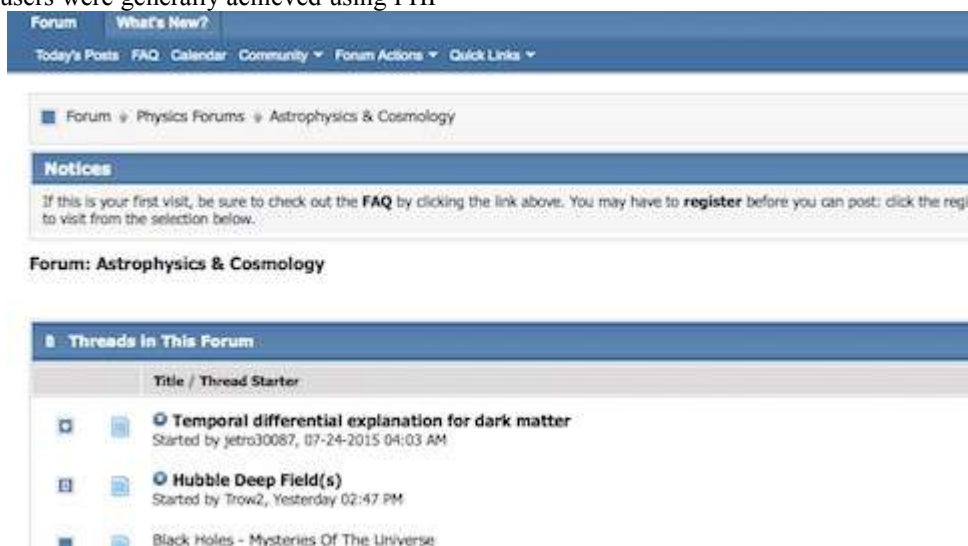 users were generally achieved using PHP
Forum What's New?
Today's Posts FAQ Calendar Community Forum Actions Quick Links
Forum Physics Forums Astrophysics & Cosmology
Notices
If this is your first visit, be sure to check out the FAQ by clicking the link above. You may have to register before you can post: click the regi
to visit from the selection below.
Forum: Astrophysics & Cosmology
Threads in This Forum
Title / Thread Starter
Temporal differential explanation for dark matter
Started by jetro30087, 07-24-2015 04:03 AM
Hubble Deep Field(s)
Started by Trow2, Yesterday 02:47 PM
Black Holes - Mysteries Of The Universe